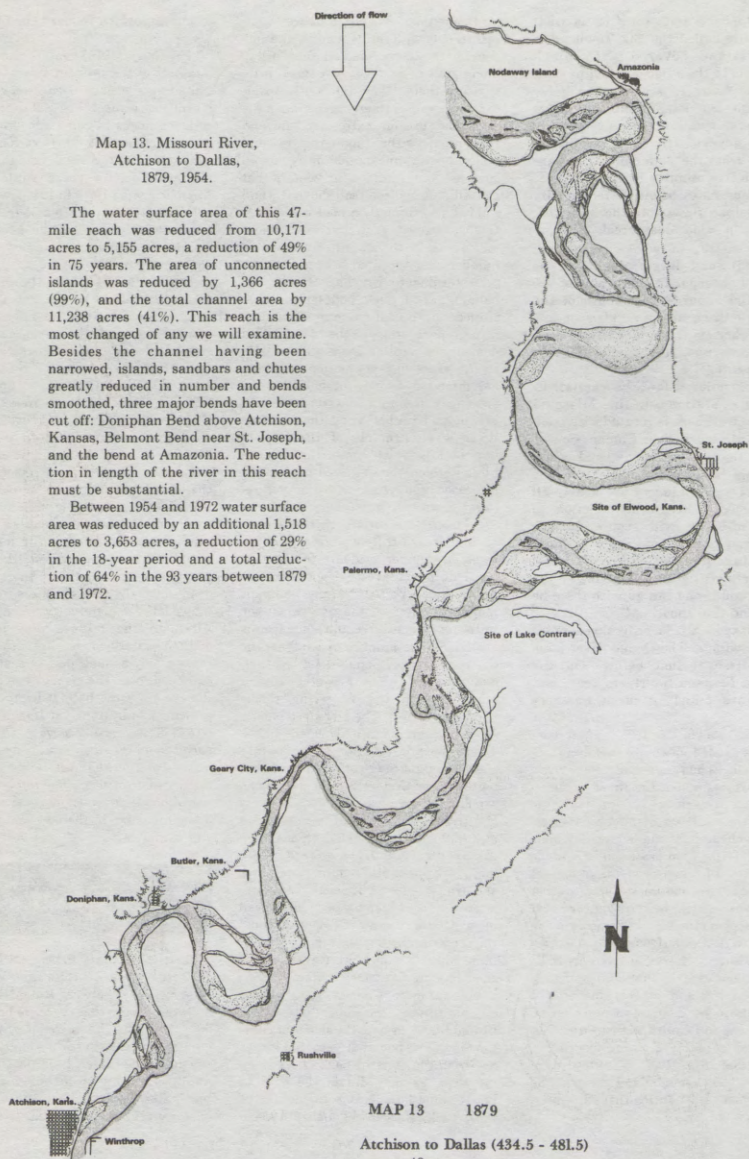 Direction of flow
Nodaway Island
Amazonia
Map 13. Missouri River,
Atchison to Dallas,
1879, 1954.
The water surface area of this 47-
mile reach was reduced from 10,171
acres to 5,155 acres, a reduction of 49%
in 75 years. The area of unconnected
islands was reduced by 1,366 acres
(99%), and the total channel area by
11,238 acres (41%). This reach is the
most changed of any we will examine.
Besides the channel having been
narrowed, islands, sandbars and chutes
greatly reduced in number and bends
smoothed, three major bends have been
cut off: Doniphan Bend above Atchison,
Kansas, Belmont Bend near St. Joseph,
and the bend at Amazonia. The reduc-
tion in length of the river in this reach
must be substantial.
Between 1954 and 1972 water surface
area was reduced by an additional 1,518
acres to 3,653 acres, a reduction of 29%
in the 18-year period and a total reduc-
tion of 64% in the 93 years between 1879
and 1972.
St. Joseph
Site of Elwood, Kans.
Palermo, Kans.
Site of Lake Contrary
Geary City, Kans.
Butler, Kans.
Doniphan, Kans.
N
Rushville
Atchison, Kans.
Winthrop
MAP 13 1879
Atchison to Dallas (434.5 - 481.5)